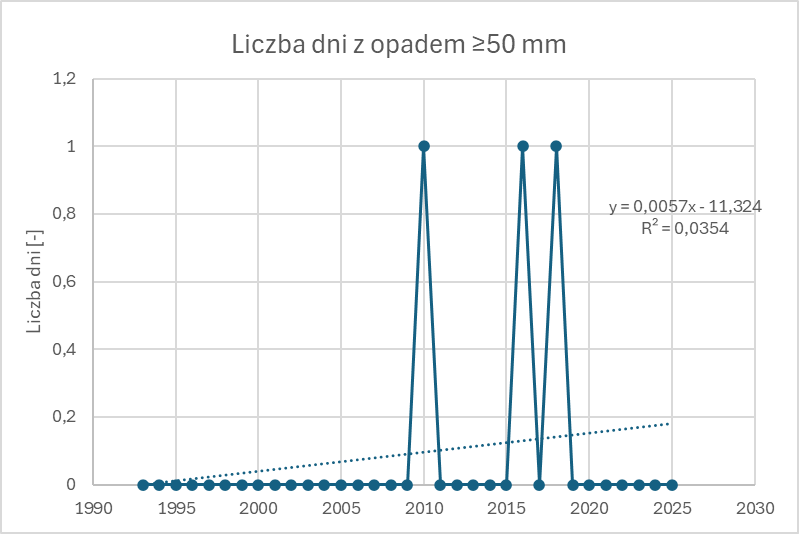 Liczba dni z opadem ≥50 mm
Liczba dni [-]
1,2
1
0,8
0,6
0,4
0,2
0
y = 0,0057x - 11,324
R² = 0,0354
1990 1995 2000 2005 2010 2015 2020 2025 2030